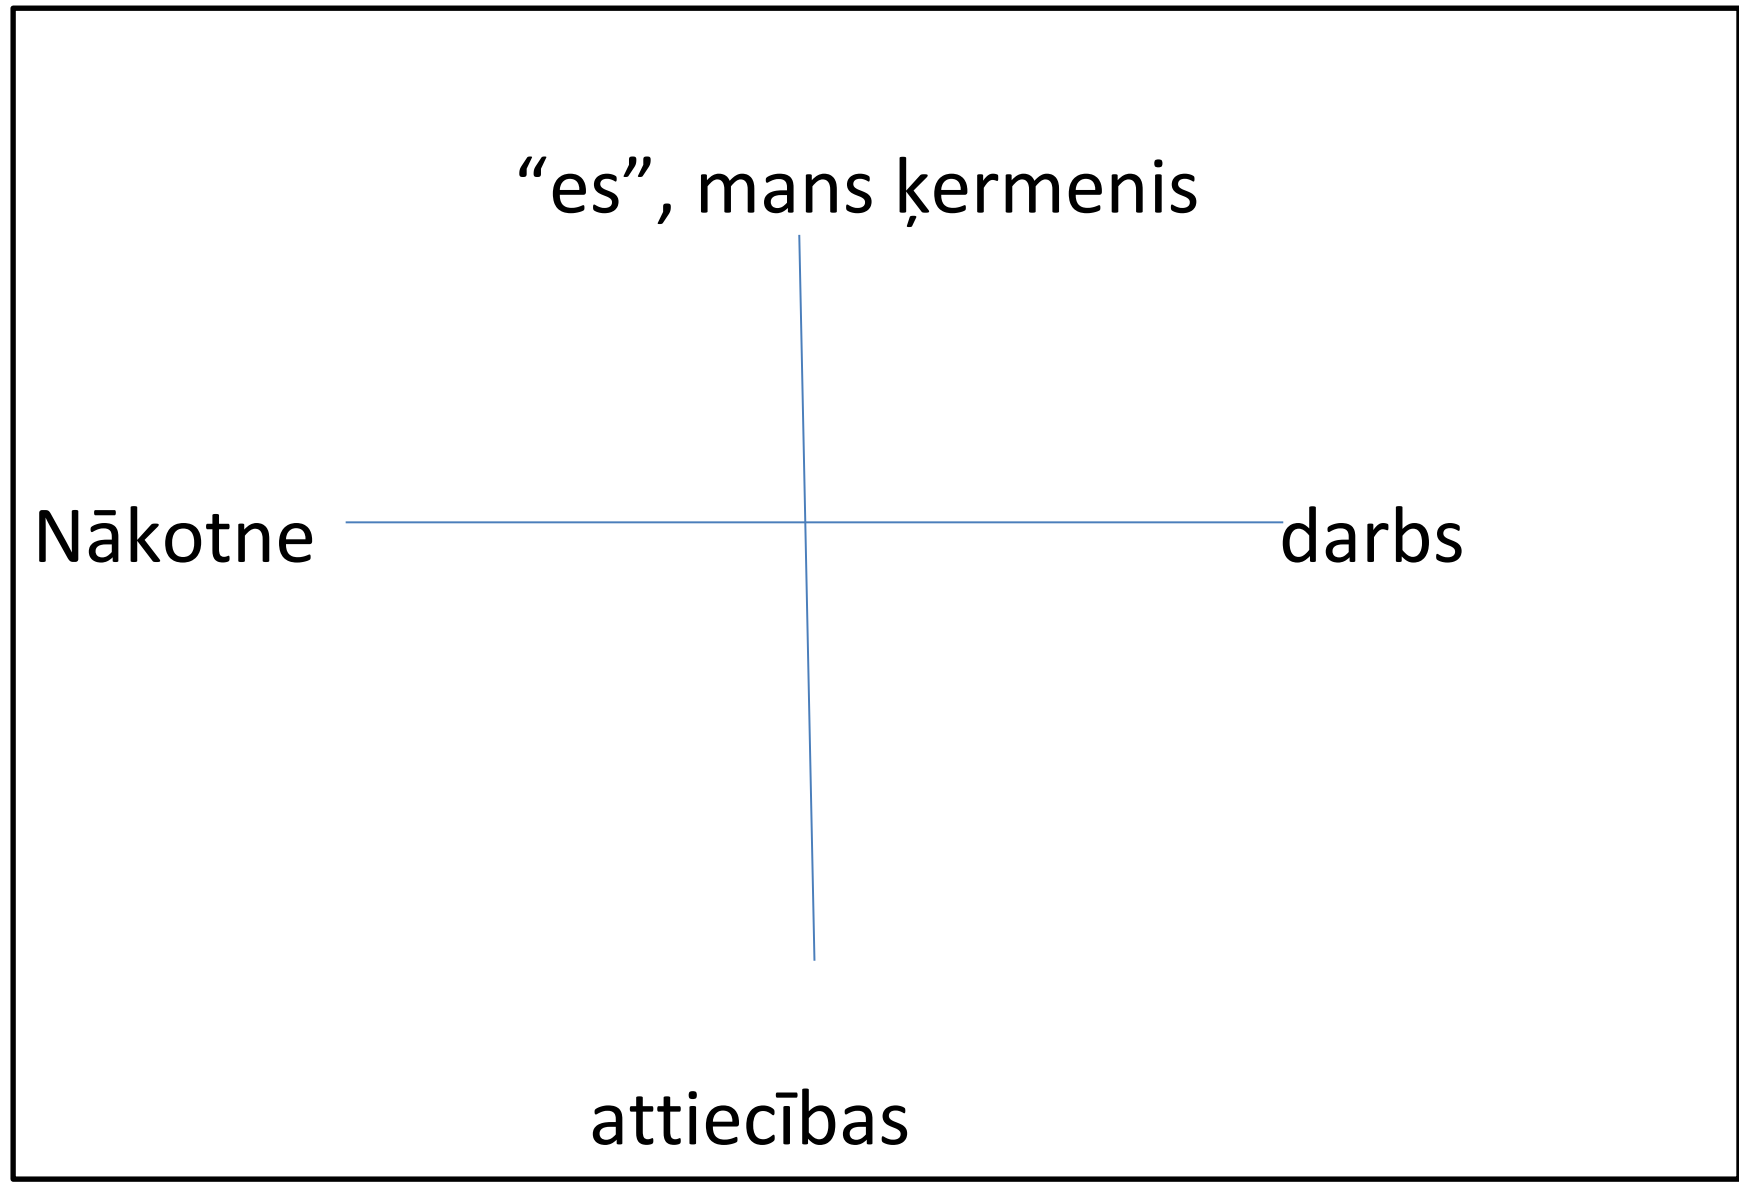 “es”, mans ķermenis
Nākotne
darbs
attiecības